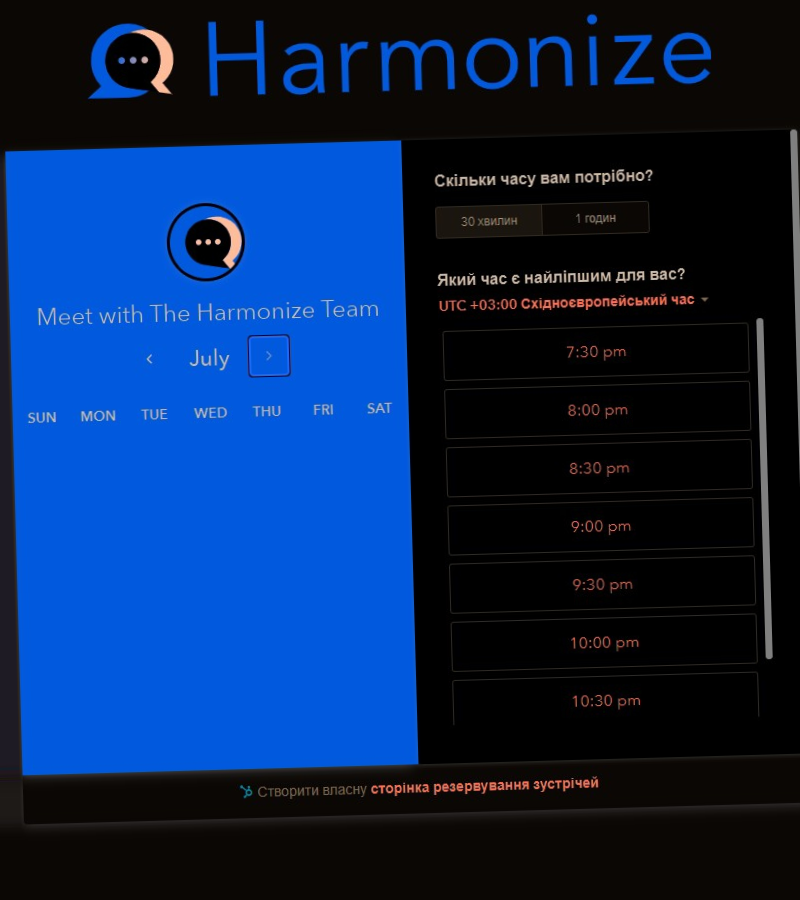 Harmonize
Meet with The Harmonize Team
July
SUN MON TUE WED THU FRI SAT
Скільки часу вам потрібно?
30 хвилин 1 годин
Який час є найліпшим для вас?
UTC +03:00 Східноєвропейський час
7:30 pm
8:00 pm
8:30 pm
9:00 pm
9:30 pm
10:00 pm
10:30 pm
Створити власну сторінка резервування зустрічей